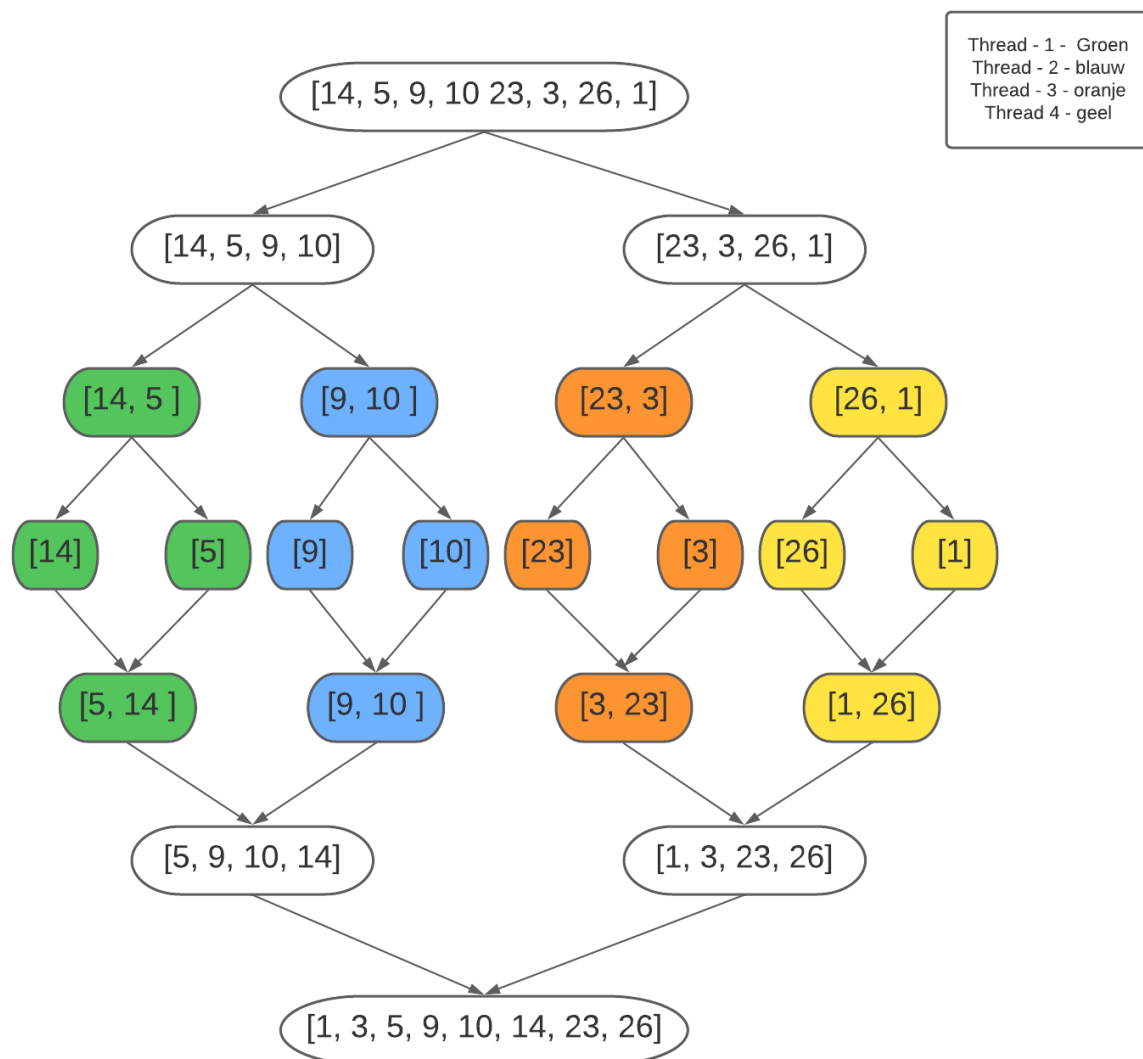 Thread - 1 - Groen
Thread - 2 - blauw
Thread - 3 - oranje
Thread 4 - geel
[14, 5, 9, 10 23, 3, 26, 1]
[14, 5, 9, 10]
[23, 3, 26, 1]
[14, 5 ]
[9, 10 ]
[23, 3]
[26, 1]
[14]
[5]
[9]
[10]
[23]
[3]
[26]
[1]
[5, 14 ]
[9, 10 ]
[3, 23]
[1, 26]
[5, 9, 10, 14]
[1, 3, 23, 26]
[1, 3, 5, 9, 10, 14, 23, 26]